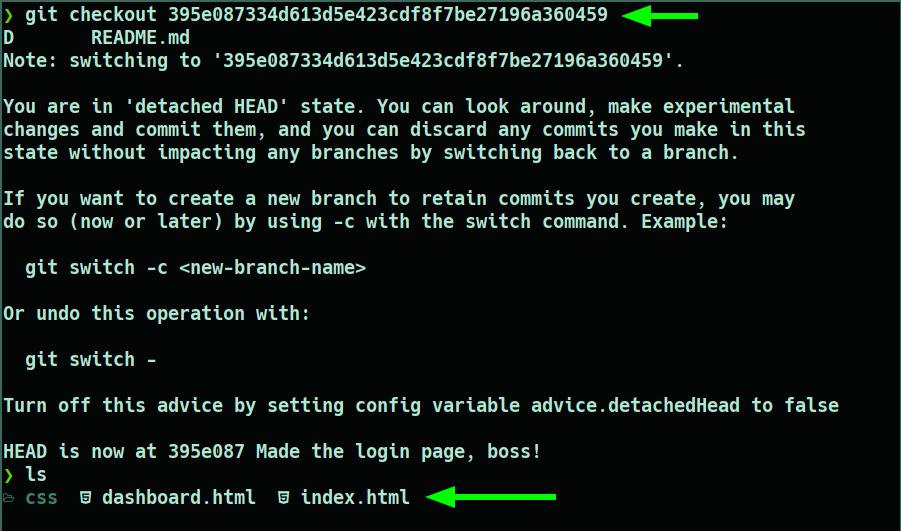 ❯ git checkout 395e087334d613d5e423cdf8f7be27196a360459
D       README.md
Note: switching to '395e087334d613d5e423cdf8f7be27196a360459'.
You are in 'detached HEAD' state. You can look around, make experimental
changes and commit them, and you can discard any commits you make in this
state without impacting any branches by switching back to a branch.
If you want to create a new branch to retain commits you create, you may
do so (now or later) by using -c with the switch command. Example:
  git switch -c <new-branch-name>
Or undo this operation with:
  git switch -
Turn off this advice by setting config variable advice.detachedHead to false
HEAD is now at 395e087 Made the login page, boss!
❯ ls
css  dashboard.html  index.html